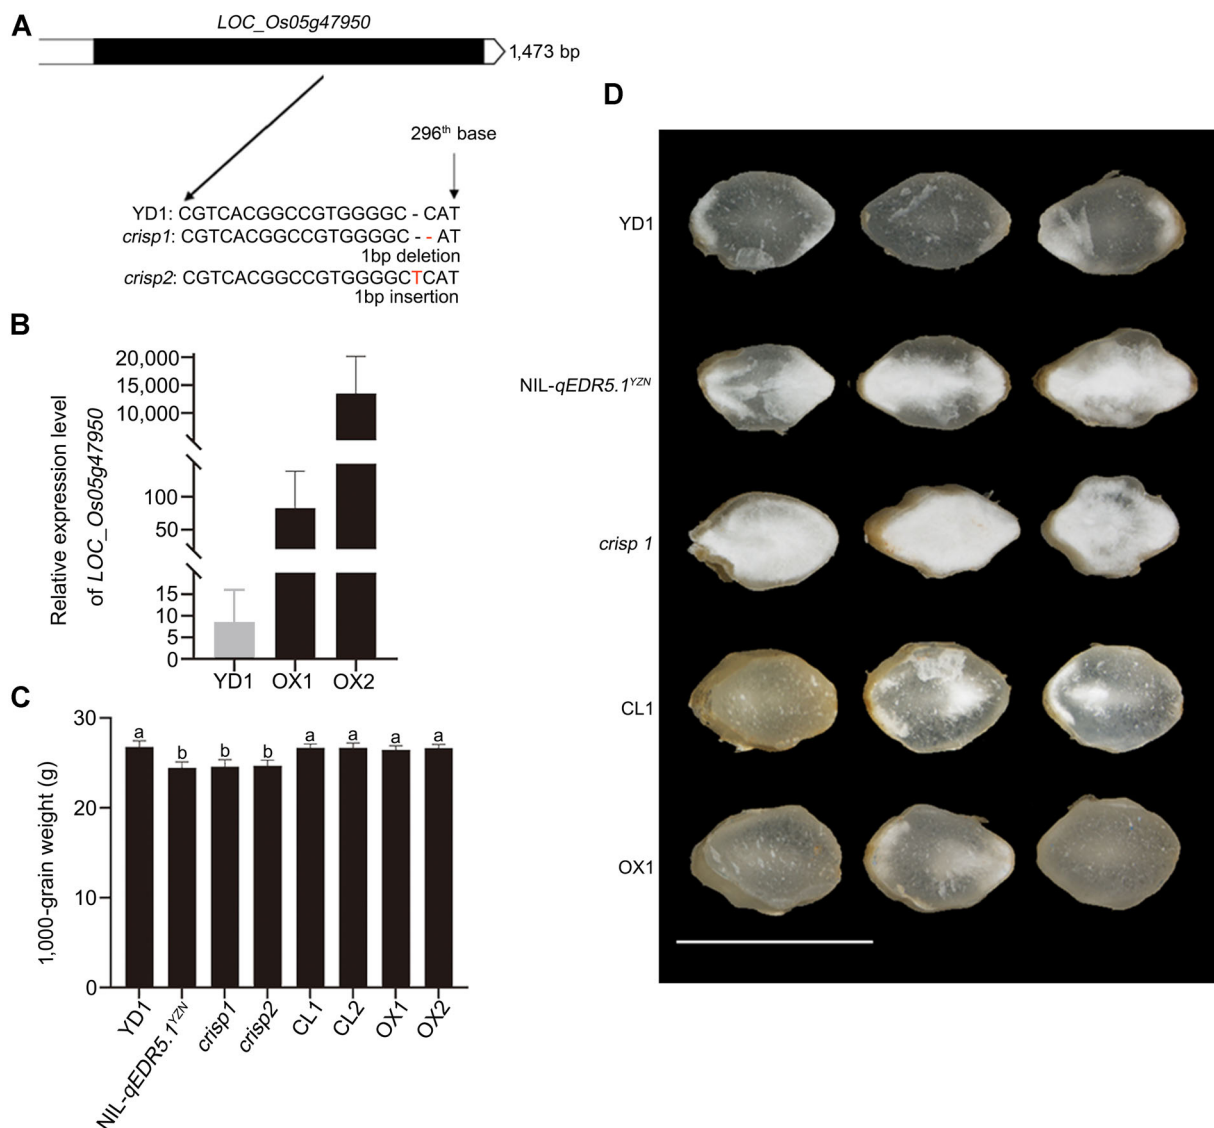 A
LOC_Os05g47950
1,473 bp
296th base
YD1: CGTCACGGCCGTGGGGC - CAT
crisp1: CGTCACGGCCGTGGGGC - - AT
1bp deletion
crisp2: CGTCACGGCCGTGGGGCTCAT
1bp insertion
B
Relative expression level
of LOC_Os05g47950
20,000
15,000
10,000
100
50
15
10
5
0
YD1 OX1 OX2
C
1,000-grain weight (g)
30
20
10
0
a b b b a a a a
YD1 NIL-qEDR5.1YZN crisp1 crisp2 CL1 CL2 OX1 OX2
D
YD1
NIL-qEDR5.1YZN
crisp 1
CL1
OX1